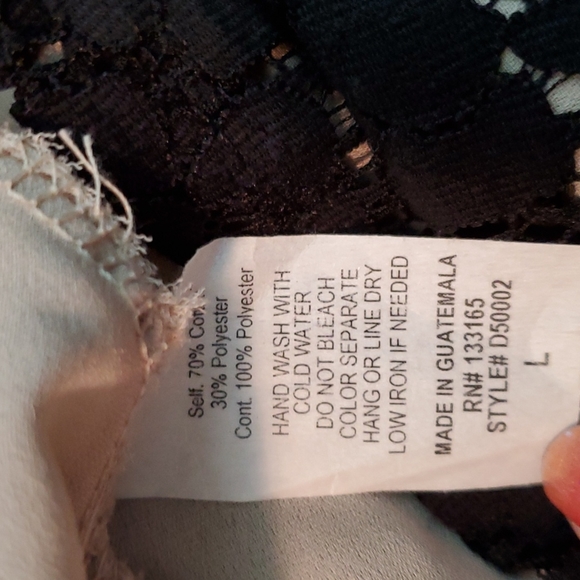 Self. 70%
30% Polyester
Cont. 100% Polyester
HAND WASH WITH
COLD WATER
DO NOT BLEACH
COLOR SEPARATE
HANG OR LINE DRY
LOW IRON IF NEEDED
MADE IN GUATEMALA
RN# 133165
STYLE# D50002
L